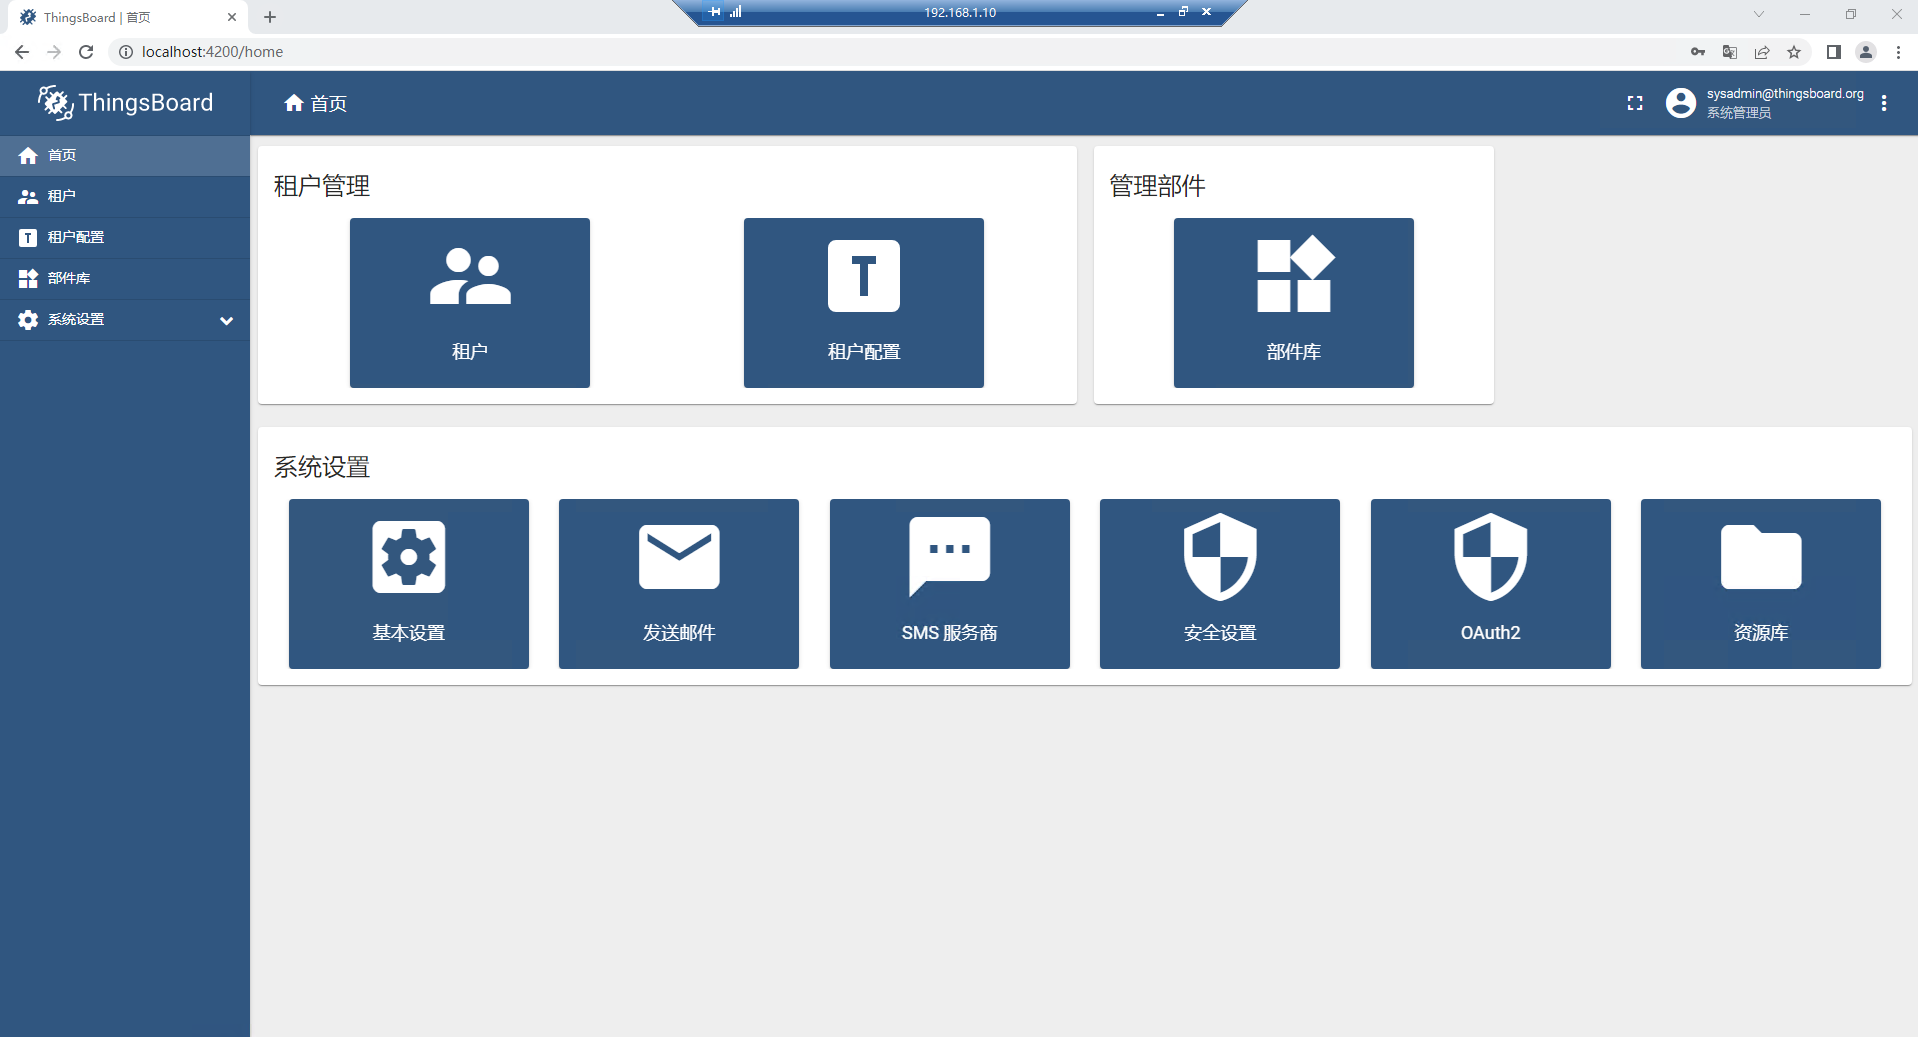 ThingsBoard | 首页
192.168.1.10
localhost:4200/home
ThingsBoard
首页
sysadmin@thingsboard.org
系统管理员
首页
租户
租户配置
部件库
系统设置
租户管理
租户
T
租户配置
管理部件
部件库
系统设置
基本设置
发送邮件
SMS 服务商
安全设置
OAuth2
资源库